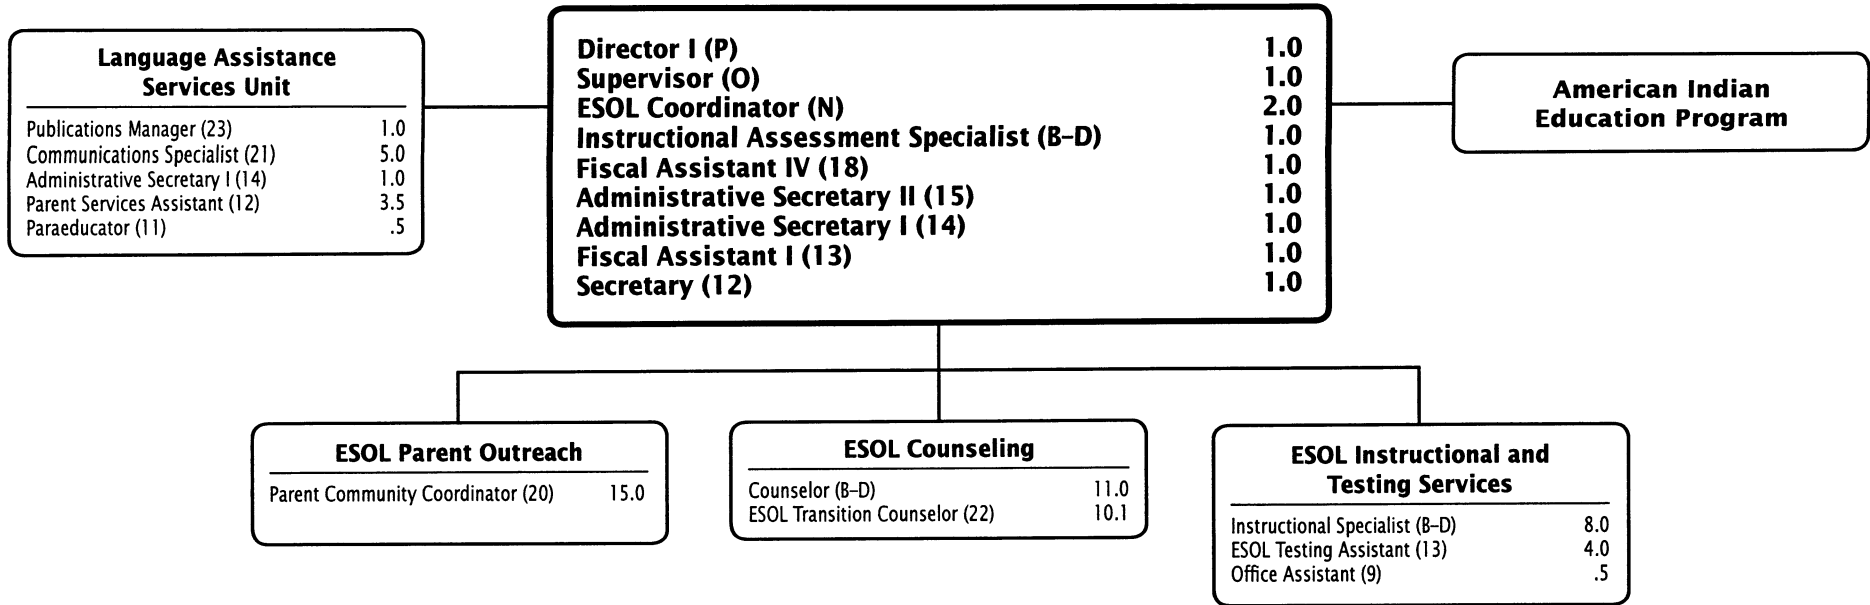 Language Assistance
Services Unit
Publications Manager (23) 1.0
Communications Specialist (21) 5.0
Administrative Secretary I (14) 1.0
Parent Services Assistant (12) 3.5
Paraeducator (11) .5
Director I (P) 1.0
Supervisor (O) 1.0
ESOL Coordinator (N) 2.0
Instructional Assessment Specialist (B–D) 1.0
Fiscal Assistant IV (18) 1.0
Administrative Secretary II (15) 1.0
Administrative Secretary I (14) 1.0
Fiscal Assistant I (13) 1.0
Secretary (12) 1.0
American Indian
Education Program
ESOL Parent Outreach
Parent Community Coordinator (20) 15.0
ESOL Counseling
Counselor (B–D) 11.0
ESOL Transition Counselor (22) 10.1
ESOL Instructional and
Testing Services
Instructional Specialist (B–D) 8.0
ESOL Testing Assistant (13) 4.0
Office Assistant (9) .5